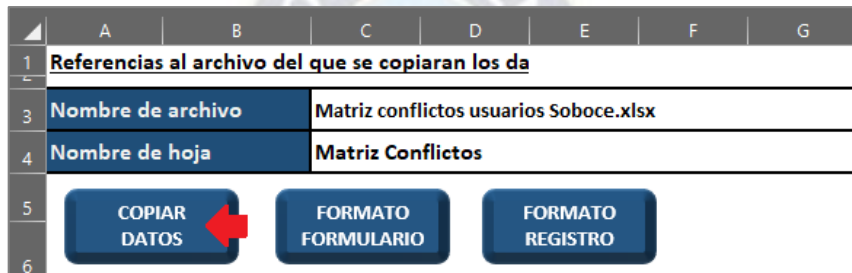 A B C D E F G
1 Referencias al archivo del que se copiaran los da
2
3 Nombre de archivo Matriz conflictos usuarios Soboce.xlsx
4 Nombre de hoja Matriz Conflictos
5
COPIAR
DATOS
FORMATO
FORMULARIO
FORMATO
REGISTRO
6